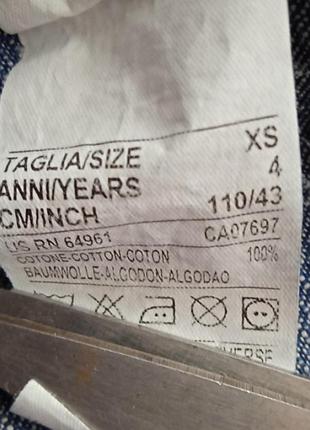 TAGLIA/SIZE XS
ANNI/YEARS 4
CM/INCH 110/43
US RN 64961 CA07697
COTONE-COTTON-COTON 100%
BAUMWOLLE-ALGODON-ALGODAO